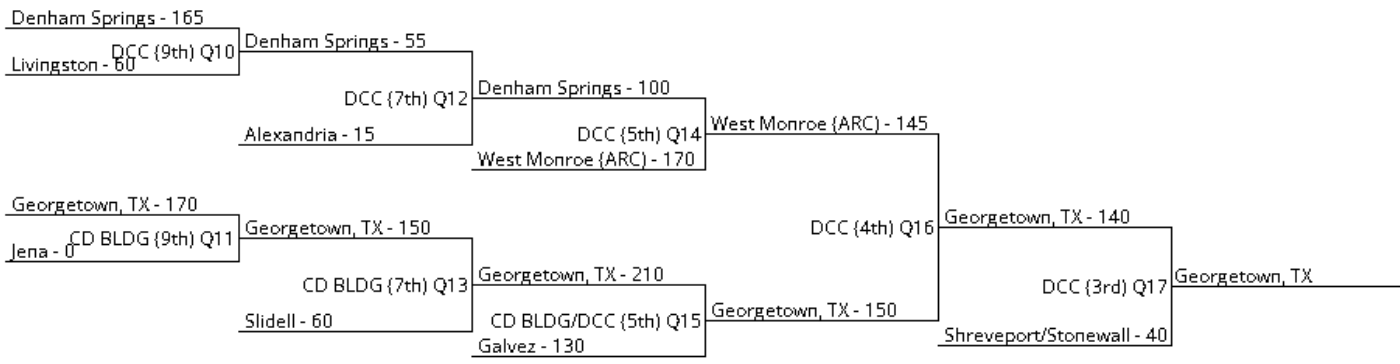 Denham Springs - 165
DCC (9th) Q10
Livingston - 60
Denham Springs - 55
DCC (7th) Q12
Alexandria - 15
Denham Springs - 100
DCC (5th) Q14
West Monroe (ARC) - 170
West Monroe (ARC) - 145
Georgetown, TX - 170
CD BLDG (9th) Q11
Jena - 0
Georgetown, TX - 150
CD BLDG (7th) Q13
Slidell - 60
Georgetown, TX - 210
CD BLDG/DCC (5th) Q15
Galvez - 130
Georgetown, TX - 150
DCC (4th) Q16
Georgetown, TX - 140
DCC (3rd) Q17
Shreveport/Stonewall - 40
Georgetown, TX